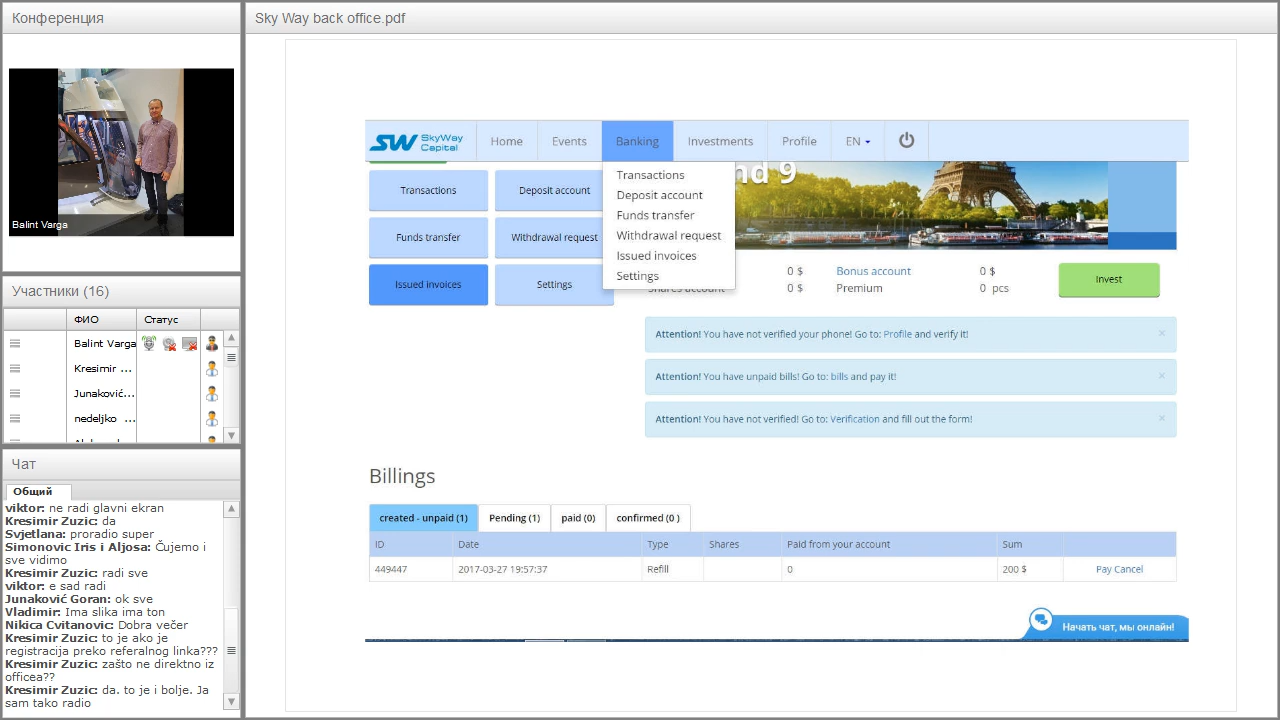 Конференция
Balint Varga
Участники (16)
ФИО Статус
Balint Varga
Kresimir ...
Junaković...
nedeljko ...
Чат
Общий
viktor: ne radi glavni ekran
Kresimir Zuzic: da
Svjetlana: proradio super
Simonovic Iris i Aljosa: Čujemo i
sve vidimo
Kresimir Zuzic: radi sve
viktor: e sad radi
Junaković Goran: ok sve
Vladimir: Ima slika ima ton
Nikica Cvitanovic: Dobra večer
Kresimir Zuzic: to je ako je
registracija preko referalnog linka???
Kresimir Zuzic: zašto ne direktno iz
officea??
Kresimir Zuzic: da. to je i bolje. Ja
sam tako radio
Sky Way back office.pdf
SW SkyWay Capital
Home Events Banking Investments Profile EN
Transactions
Deposit account
Funds transfer
Withdrawal request
Issued invoices
Settings
Transactions Deposit account
Funds transfer Withdrawal request
Issued invoices Settings
nd 9
0 $ Bonus account 0 $
Shares account 0 $ Premium 0 pcs
Invest
Attention! You have not verified your phone! Go to: Profile and verify it! ×
Attention! You have unpaid bills! Go to: bills and pay it! ×
Attention! You have not verified! Go to: Verification and fill out the form! ×
Billings
created - unpaid (1) Pending (1) paid (0) confirmed (0 )
ID Date Type Shares Paid from your account Sum
449447 2017-03-27 19:57:37 Refill 0 200 $ Pay Cancel
Начать чат, мы онлайн!